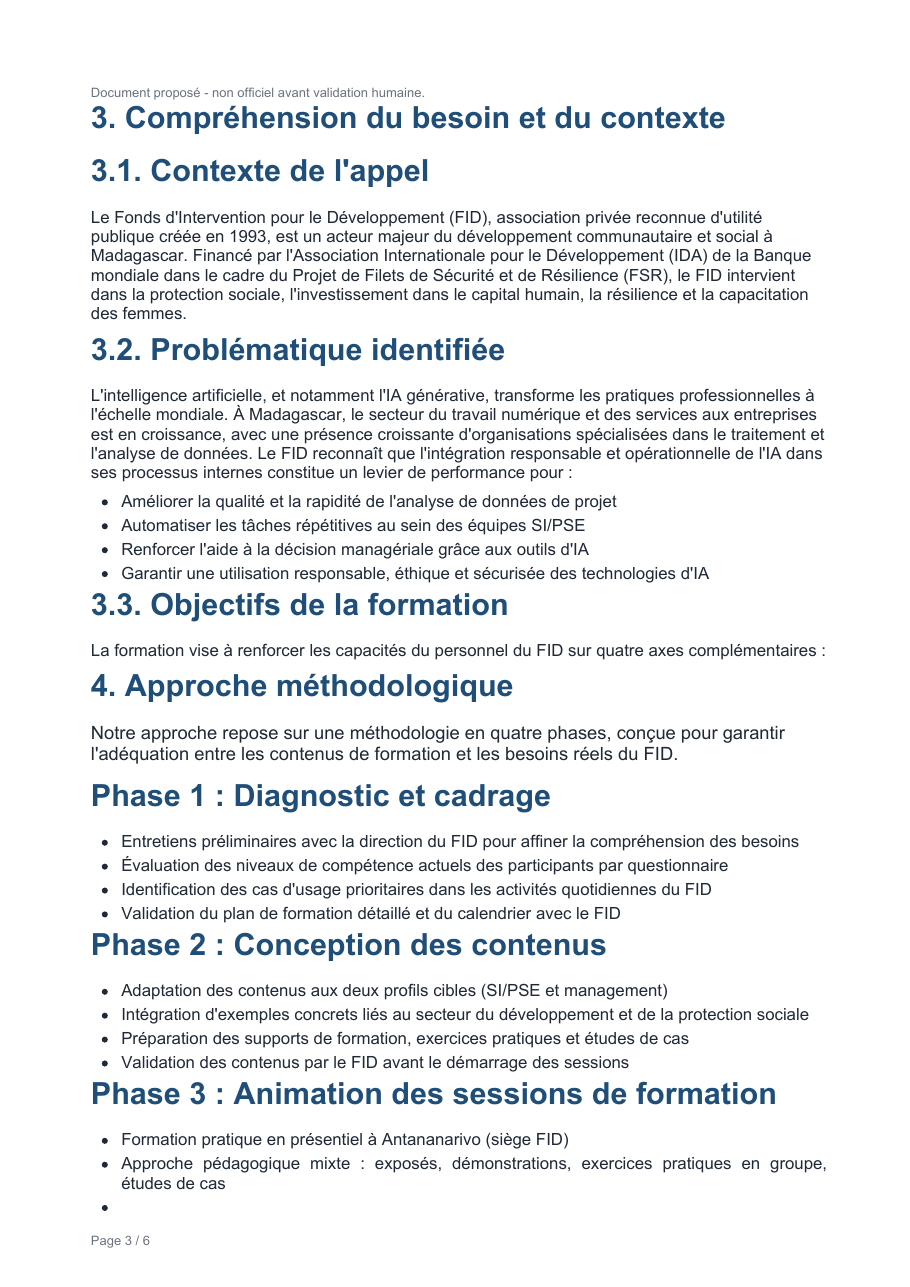 Document proposé - non officiel avant validation humaine.
3. Compréhension du besoin et du contexte
3.1. Contexte de l'appel
Le Fonds d'Intervention pour le Développement (FID), association privée reconnue d'utilité
publique créée en 1993, est un acteur majeur du développement communautaire et social à
Madagascar. Financé par l'Association Internationale pour le Développement (IDA) de la Banque
mondiale dans le cadre du Projet de Filets de Sécurité et de Résilience (FSR), le FID intervient
dans la protection sociale, l'investissement dans le capital humain, la résilience et la capacitation
des femmes.
3.2. Problématique identifiée
L'intelligence artificielle, et notamment l'IA générative, transforme les pratiques professionnelles à
l'échelle mondiale. À Madagascar, le secteur du travail numérique et des services aux entreprises
est en croissance, avec une présence croissante d'organisations spécialisées dans le traitement et
l'analyse de données. Le FID reconnaît que l'intégration responsable et opérationnelle de l'IA dans
ses processus internes constitue un levier de performance pour :
• Améliorer la qualité et la rapidité de l'analyse de données de projet
• Automatiser les tâches répétitives au sein des équipes SI/PSE
• Renforcer l'aide à la décision managériale grâce aux outils d'IA
• Garantir une utilisation responsable, éthique et sécurisée des technologies d'IA
3.3. Objectifs de la formation
La formation vise à renforcer les capacités du personnel du FID sur quatre axes complémentaires :
4. Approche méthodologique
Notre approche repose sur une méthodologie en quatre phases, conçue pour garantir
l'adéquation entre les contenus de formation et les besoins réels du FID.
Phase 1 : Diagnostic et cadrage
• Entretiens préliminaires avec la direction du FID pour affiner la compréhension des besoins
• Évaluation des niveaux de compétence actuels des participants par questionnaire
• Identification des cas d'usage prioritaires dans les activités quotidiennes du FID
• Validation du plan de formation détaillé et du calendrier avec le FID
Phase 2 : Conception des contenus
• Adaptation des contenus aux deux profils cibles (SI/PSE et management)
• Intégration d'exemples concrets liés au secteur du développement et de la protection sociale
• Préparation des supports de formation, exercices pratiques et études de cas
• Validation des contenus par le FID avant le démarrage des sessions
Phase 3 : Animation des sessions de formation
• Formation pratique en présentiel à Antananarivo (siège FID)
• Approche pédagogique mixte : exposés, démonstrations, exercices pratiques en groupe,
études de cas
•
Page 3 / 6